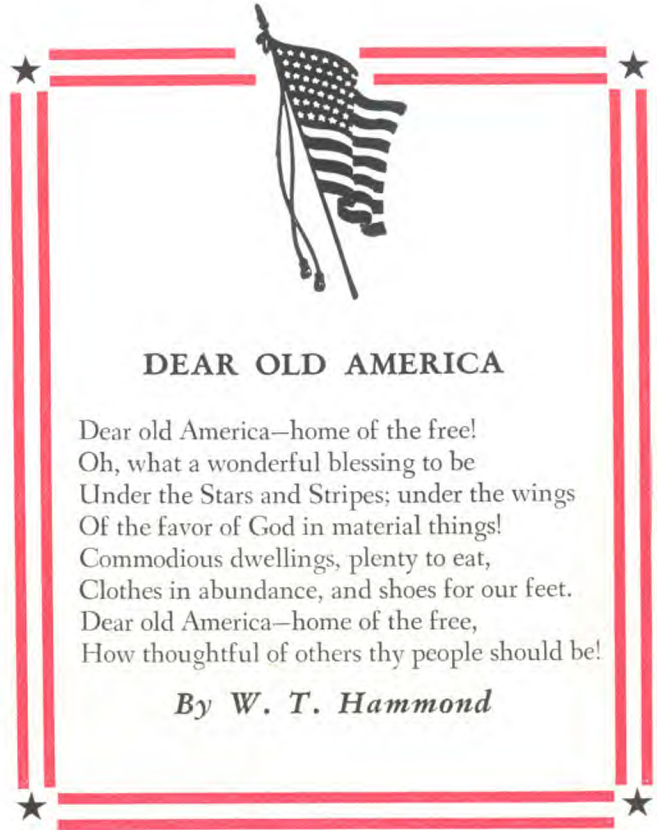 DEAR OLD AMERICA
Dear old America—home of the free!
Oh, what a wonderful blessing to be
Under the Stars and Stripes; under the wings
Of the favor of God in material things!
Commodious dwellings, plenty to eat,
Clothes in abundance, and shoes for our feet.
Dear old America—home of the free,
How thoughtful of others thy people should be!
By W. T. Hammond